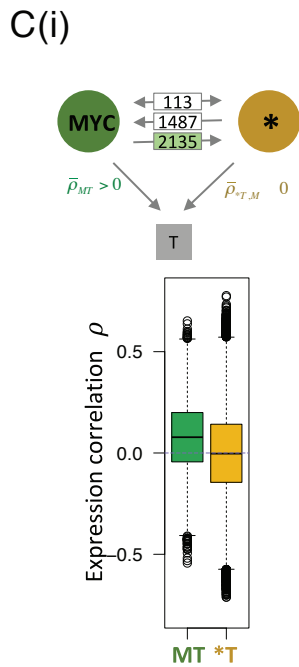 C(i)
MYC
113
1487
2135
*
ρ̄MT > 0
ρ̄*T.M 0
T
Expression correlation ρ
0.5
0.0
−0.5
MT *T